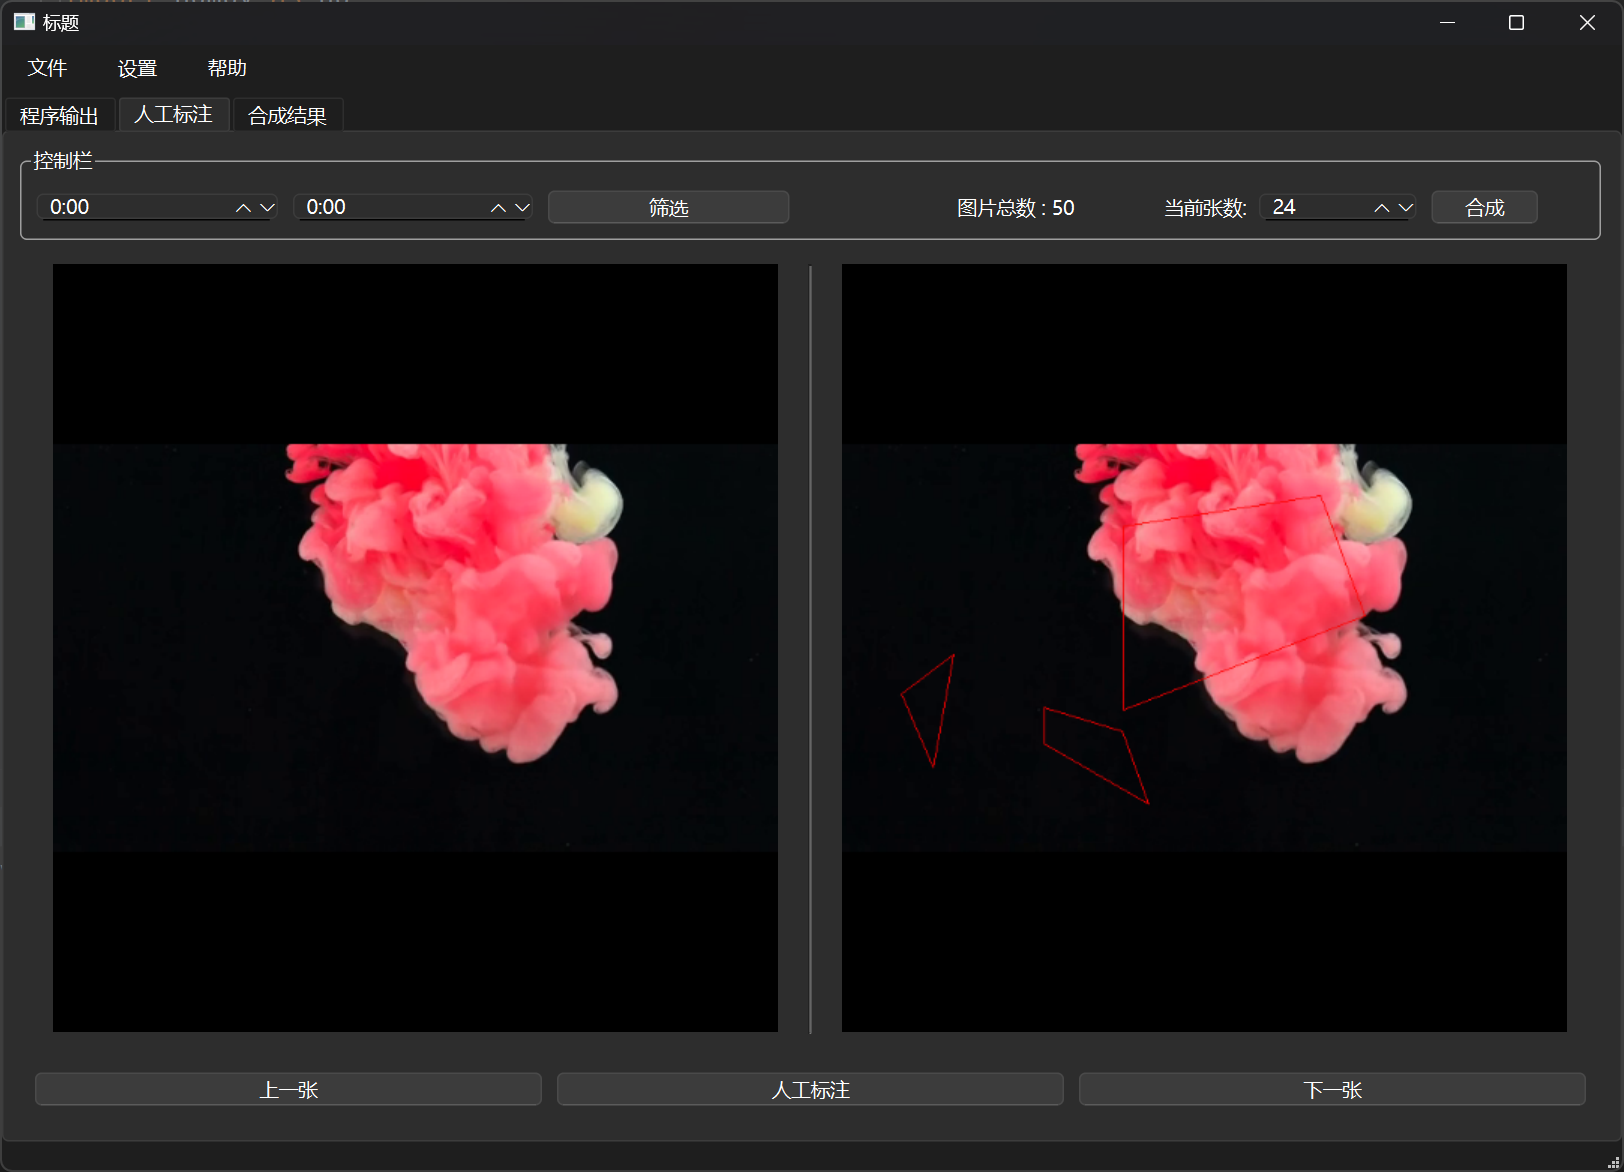 标题
文件 设置 帮助
程序输出 人工标注 合成结果
控制栏
0:00 0:00 筛选 图片总数 : 50 当前张数: 24 合成
上一张 人工标注 下一张